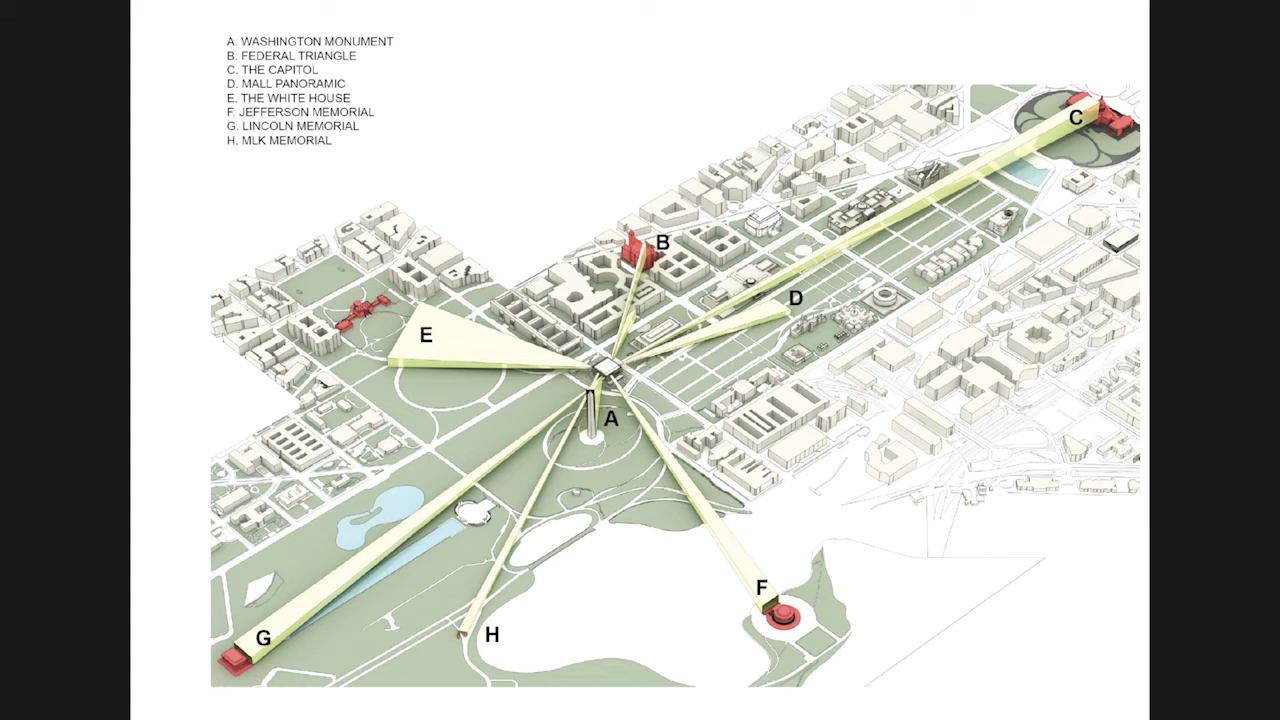 A. WASHINGTON MONUMENT
B. FEDERAL TRIANGLE
C. THE CAPITOL
D. MALL PANORAMIC
E. THE WHITE HOUSE
F. JEFFERSON MEMORIAL
G. LINCOLN MEMORIAL
H. MLK MEMORIAL
C
B
D
E
A
F
G
H